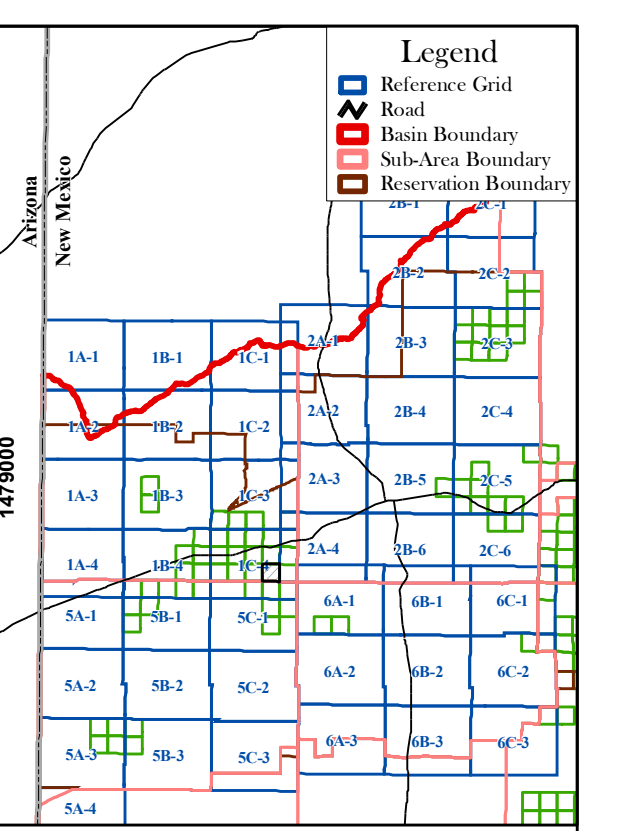 Legend
Reference Grid
Road
Basin Boundary
Sub-Area Boundary
Reservation Boundary
Arizona
New Mexico
1479000
2B-1 2C-1
2B-2 2C-2
2A-1 2B-3 2C-3
1A-1 1B-1 1C-1
2A-2 2B-4 2C-4
1A-2 1B-2 1C-2
2A-3 2B-5 2C-5
1A-3 1B-3 1C-3
2A-4 2B-6 2C-6
1A-4 1B-4 1C-4
6A-1 6B-1 6C-1
5A-1 5B-1 5C-1
6A-2 6B-2 6C-2
5A-2 5B-2 5C-2
6A-3 6B-3 6C-3
5A-3 5B-3 5C-3
5A-4